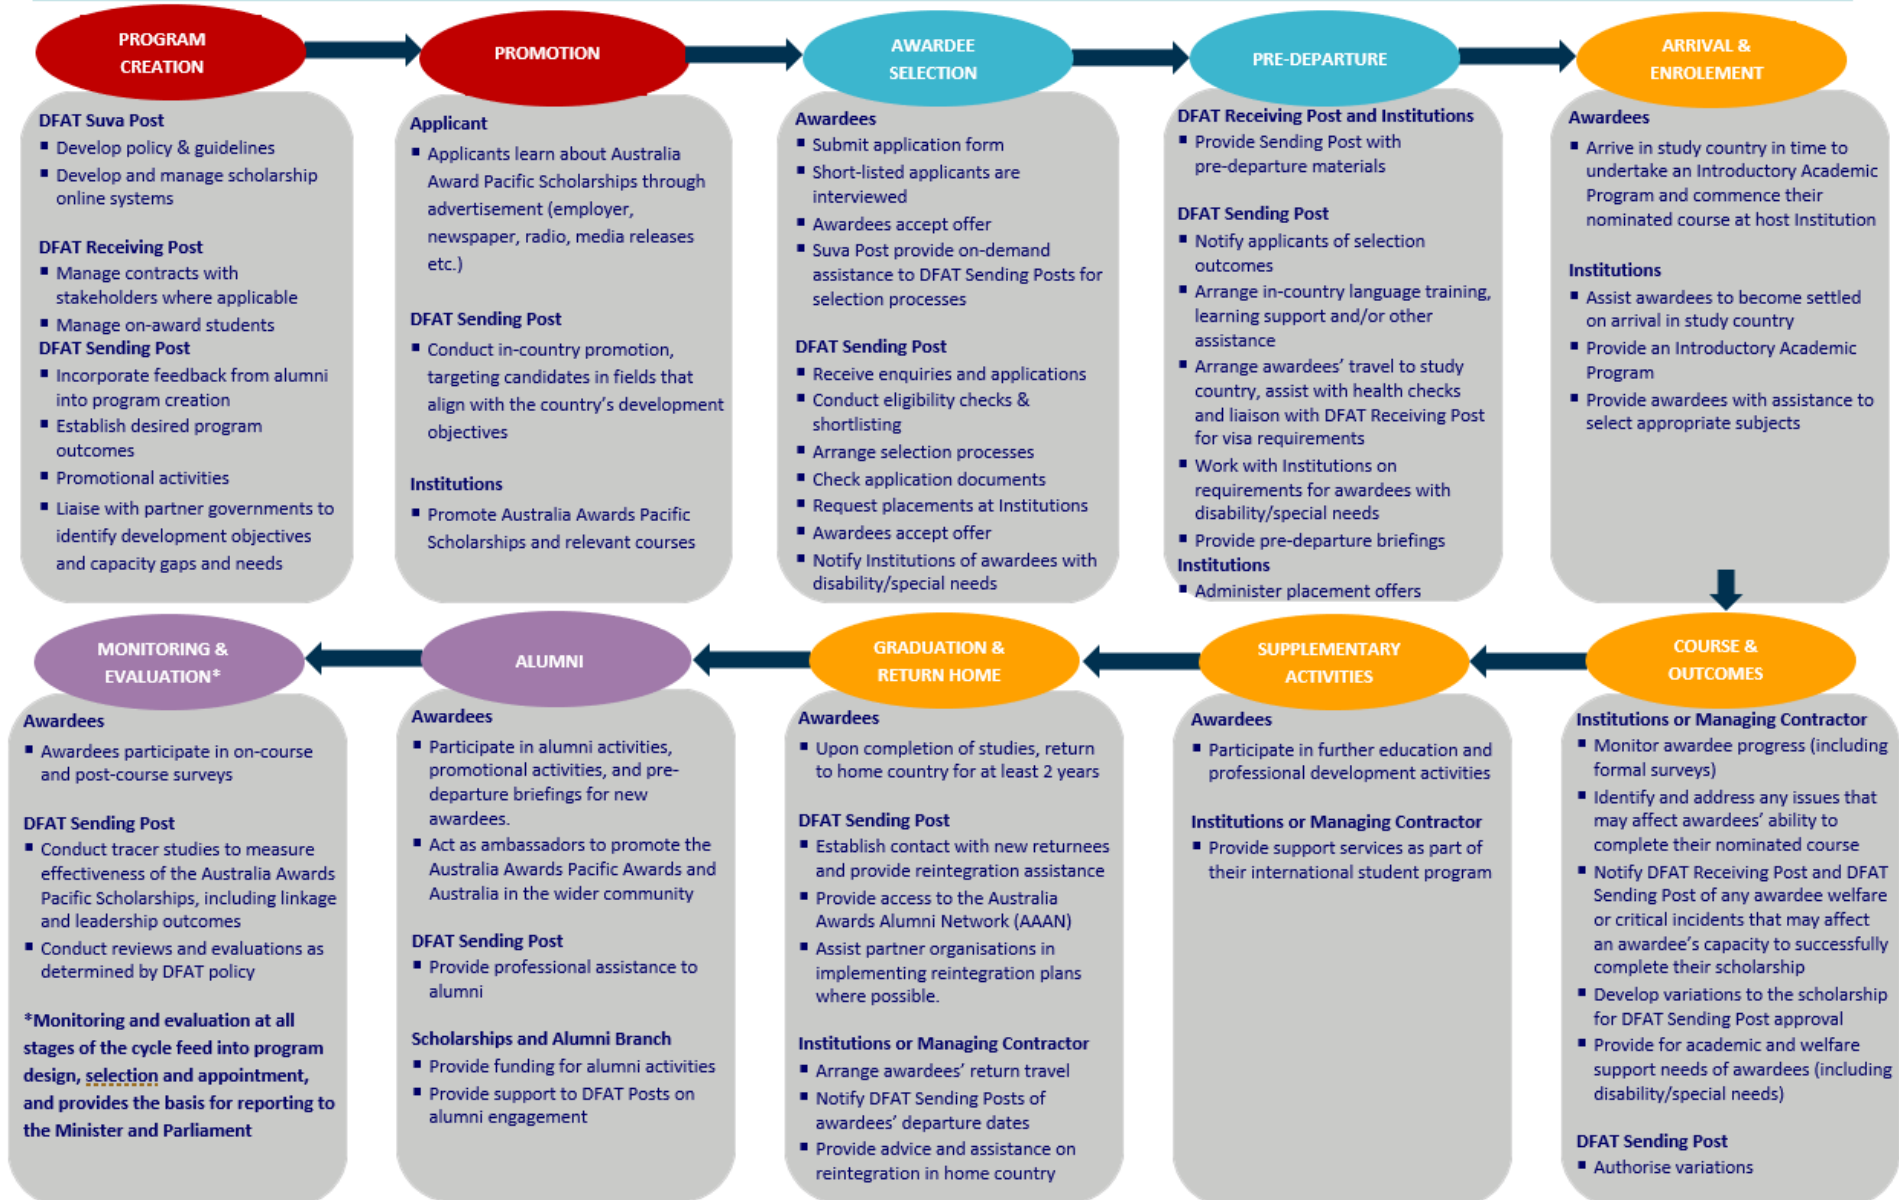 PROGRAM
CREATION
DFAT Suva Post
▪ Develop policy & guidelines
▪ Develop and manage scholarship
online systems
DFAT Receiving Post
▪ Manage contracts with
stakeholders where applicable
▪ Manage on-award students
DFAT Sending Post
▪ Incorporate feedback from alumni
into program creation
▪ Establish desired program
outcomes
▪ Promotional activities
▪ Liaise with partner governments to
identify development objectives
and capacity gaps and needs
PROMOTION
Applicant
▪ Applicants learn about Australia
Award Pacific Scholarships through
advertisement (employer,
newspaper, radio, media releases
etc.)
DFAT Sending Post
▪ Conduct in-country promotion,
targeting candidates in fields that
align with the country's development
objectives
Institutions
▪ Promote Australia Awards Pacific
Scholarships and relevant courses
AWARDEE
SELECTION
Awardees
▪ Submit application form
▪ Short-listed applicants are
interviewed
▪ Awardees accept offer
▪ Suva Post provide on-demand
assistance to DFAT Sending Posts for
selection processes
DFAT Sending Post
▪ Receive enquiries and applications
▪ Conduct eligibility checks &
shortlisting
▪ Arrange selection processes
▪ Check application documents
▪ Request placements at Institutions
▪ Awardees accept offer
▪ Notify Institutions of awardees with
disability/special needs
PRE-DEPARTURE
DFAT Receiving Post and Institutions
▪ Provide Sending Post with
pre-departure materials
DFAT Sending Post
▪ Notify applicants of selection
outcomes
▪ Arrange in-country language training,
learning support and/or other
assistance
▪ Arrange awardees' travel to study
country, assist with health checks
and liaison with DFAT Receiving Post
for visa requirements
▪ Work with Institutions on
requirements for awardees with
disability/special needs
▪ Provide pre-departure briefings
Institutions
▪ Administer placement offers
ARRIVAL &
ENROLEMENT
Awardees
▪ Arrive in study country in time to
undertake an Introductory Academic
Program and commence their
nominated course at host Institution
Institutions
▪ Assist awardees to become settled
on arrival in study country
▪ Provide an Introductory Academic
Program
▪ Provide awardees with assistance to
select appropriate subjects
MONITORING &
EVALUATION*
Awardees
▪ Awardees participate in on-course
and post-course surveys
DFAT Sending Post
▪ Conduct tracer studies to measure
effectiveness of the Australia Awards
Pacific Scholarships, including linkage
and leadership outcomes
▪ Conduct reviews and evaluations as
determined by DFAT policy
*Monitoring and evaluation at all
stages of the cycle feed into program
design, selection and appointment,
and provides the basis for reporting to
the Minister and Parliament
ALUMNI
Awardees
▪ Participate in alumni activities,
promotional activities, and pre-
departure briefings for new
awardees.
▪ Act as ambassadors to promote the
Australia Awards Pacific Awards and
Australia in the wider community
DFAT Sending Post
▪ Provide professional assistance to
alumni
Scholarships and Alumni Branch
▪ Provide funding for alumni activities
▪ Provide support to DFAT Posts on
alumni engagement
GRADUATION &
RETURN HOME
Awardees
▪ Upon completion of studies, return
to home country for at least 2 years
DFAT Sending Post
▪ Establish contact with new returnees
and provide reintegration assistance
▪ Provide access to the Australia
Awards Alumni Network (AAAN)
▪ Assist partner organisations in
implementing reintegration plans
where possible.
Institutions or Managing Contractor
▪ Arrange awardees' return travel
▪ Notify DFAT Sending Posts of
awardees' departure dates
▪ Provide advice and assistance on
reintegration in home country
SUPPLEMENTARY
ACTIVITIES
Awardees
▪ Participate in further education and
professional development activities
Institutions or Managing Contractor
▪ Provide support services as part of
their international student program
COURSE &
OUTCOMES
Institutions or Managing Contractor
▪ Monitor awardee progress (including
formal surveys)
▪ Identify and address any issues that
may affect awardees' ability to
complete their nominated course
▪ Notify DFAT Receiving Post and DFAT
Sending Post of any awardee welfare
or critical incidents that may affect
an awardee's capacity to successfully
complete their scholarship
▪ Develop variations to the scholarship
for DFAT Sending Post approval
▪ Provide for academic and welfare
support needs of awardees (including
disability/special needs)
DFAT Sending Post
▪ Authorise variations